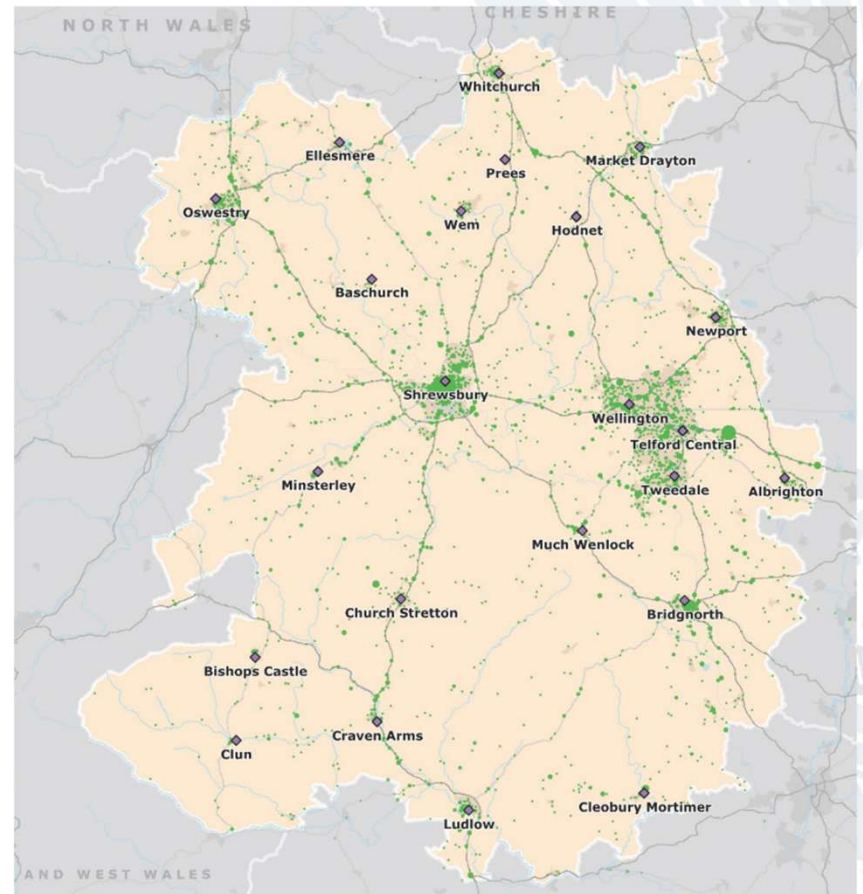 NORTH WALES
CHESHIRE
Whitchurch
Ellesmere
Market Drayton
Prees
Oswestry
Wem
Hodnet
Baschurch
Newport
Shrewsbury
Wellington
Telford Central
Minsterley
Tweedale
Albrighton
Much Wenlock
Church Stretton
Bridgnorth
Bishops Castle
Craven Arms
Clun
Cleobury Mortimer
Ludlow
AND WEST WALES